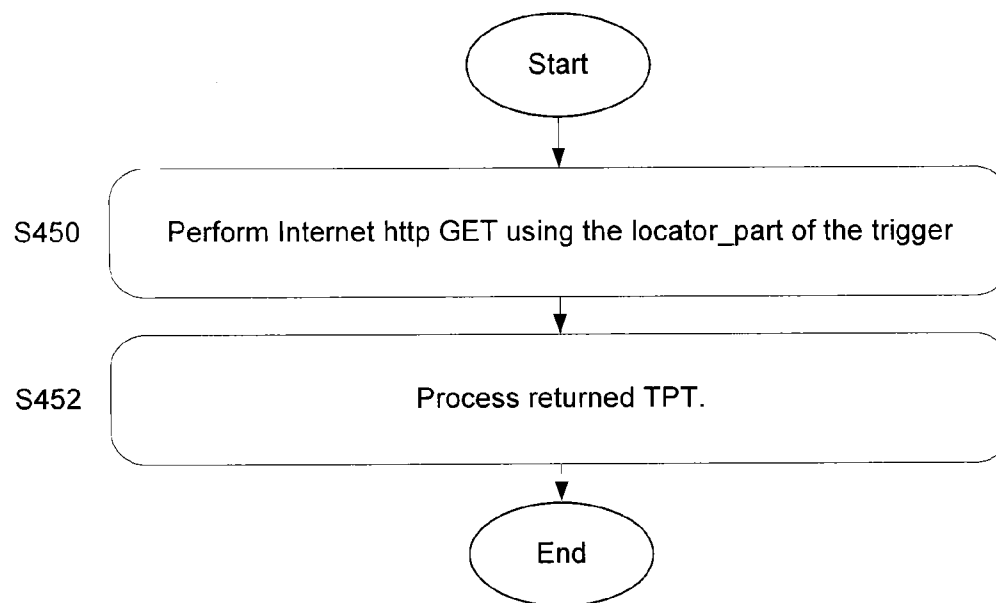 Start
S450
Perform Internet http GET using the locator_part of the trigger
S452
Process returned TPT.
End